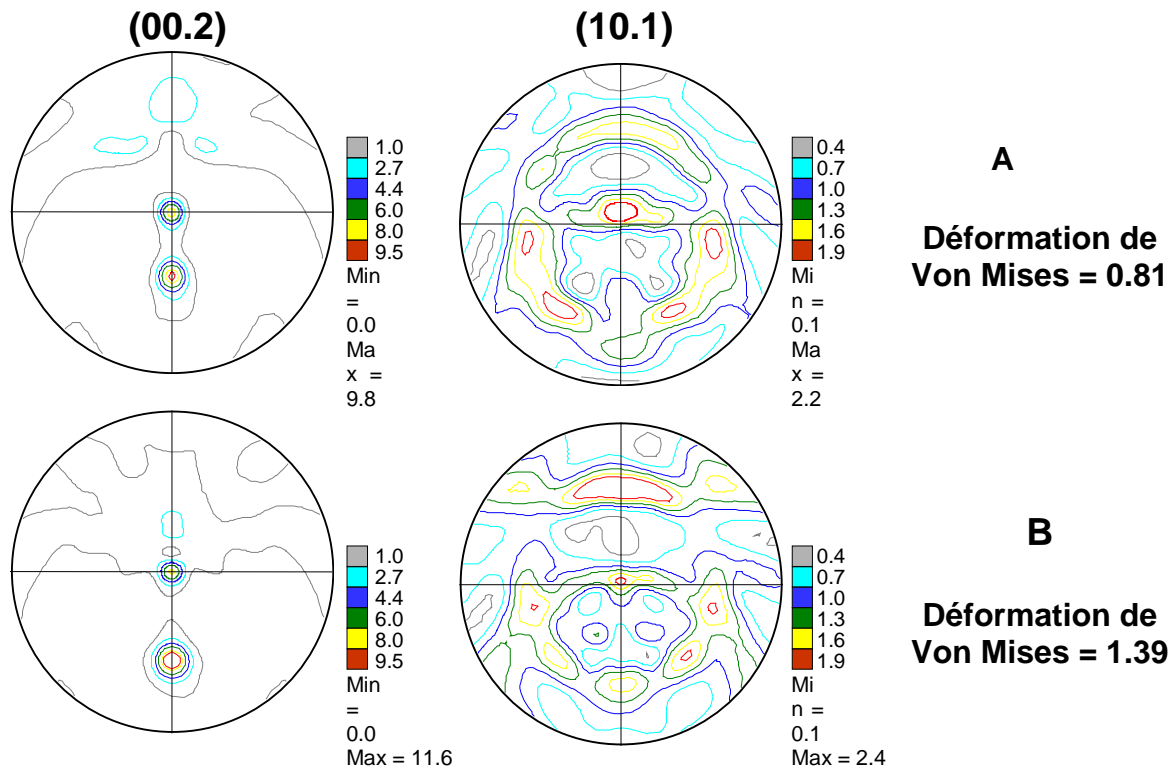 (00.2)
(10.1)
1.0
2.7
4.4
6.0
8.0
9.5
Min
=
0.0
Ma
x =
9.8
0.4
0.7
1.0
1.3
1.6
1.9
Mi
n =
0.1
Ma
x =
2.2
A
Déformation de
Von Mises = 0.81
1.0
2.7
4.4
6.0
8.0
9.5
Min
=
0.0
Max = 11.6
0.4
0.7
1.0
1.3
1.6
1.9
Mi
n =
0.1
Max = 2.4
B
Déformation de
Von Mises = 1.39